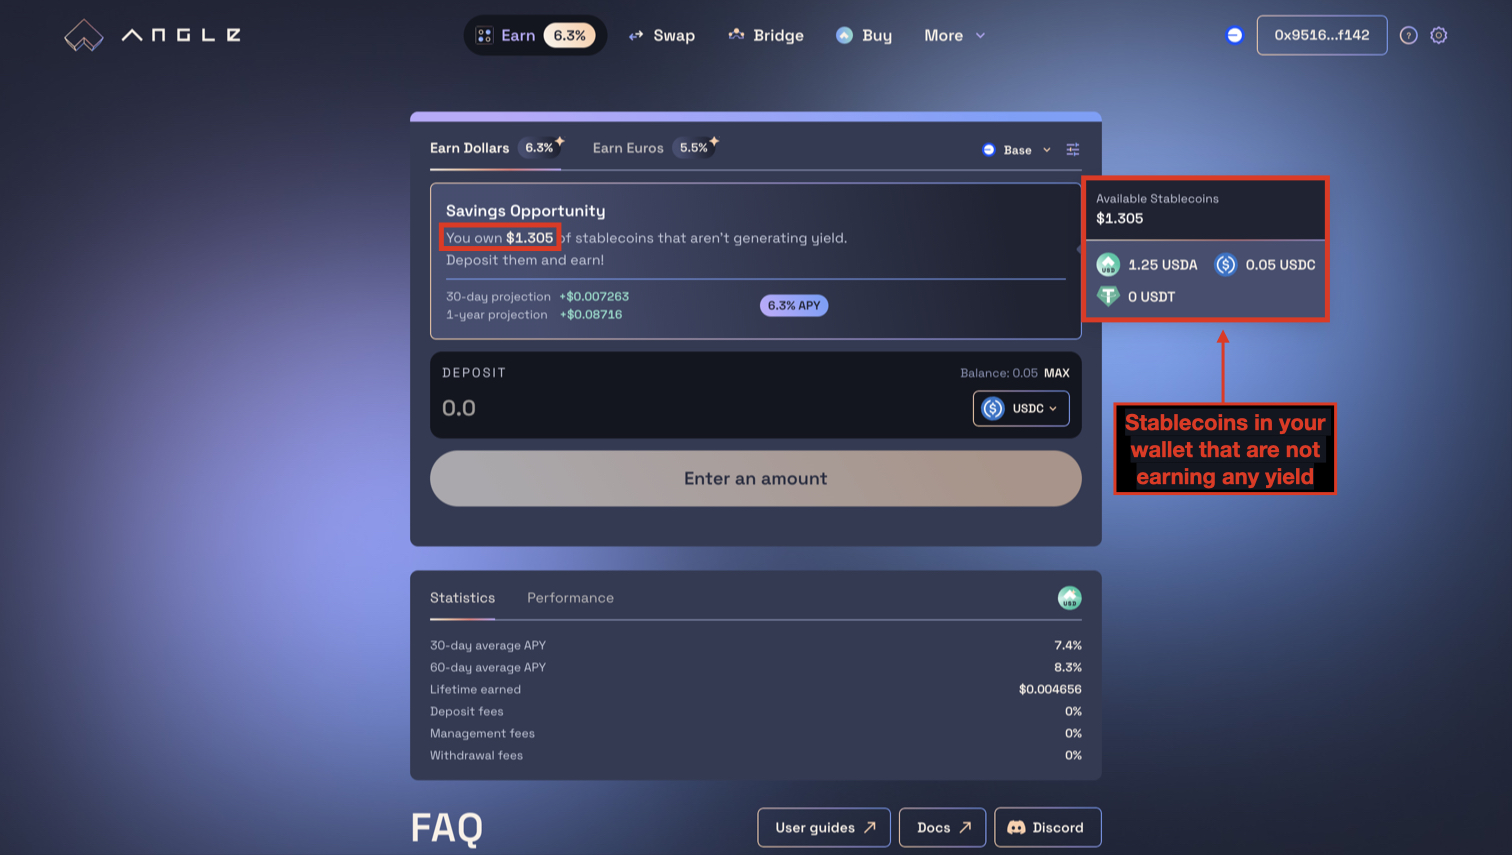 ANGLE
Earn 6.3% Swap Bridge Buy More 0x9516...f142 ?
Earn Dollars 6.3% Earn Euros 5.5% Base
Savings Opportunity
You own $1.305 of stablecoins that aren't generating yield.
Deposit them and earn!
30-day projection +$0.007263
1-year projection +$0.08716
6.3% APY
Available Stablecoins
$1.305
USD 1.25 USDA 0.05 USDC
0 USDT
Stablecoins in your
wallet that are not
earning any yield
DEPOSIT Balance: 0.05 MAX
0.0 USDC
Enter an amount
Statistics Performance USD
30-day average APY 7.4%
60-day average APY 8.3%
Lifetime earned $0.004656
Deposit fees 0%
Management fees 0%
Withdrawal fees 0%
FAQ User guides Docs Discord